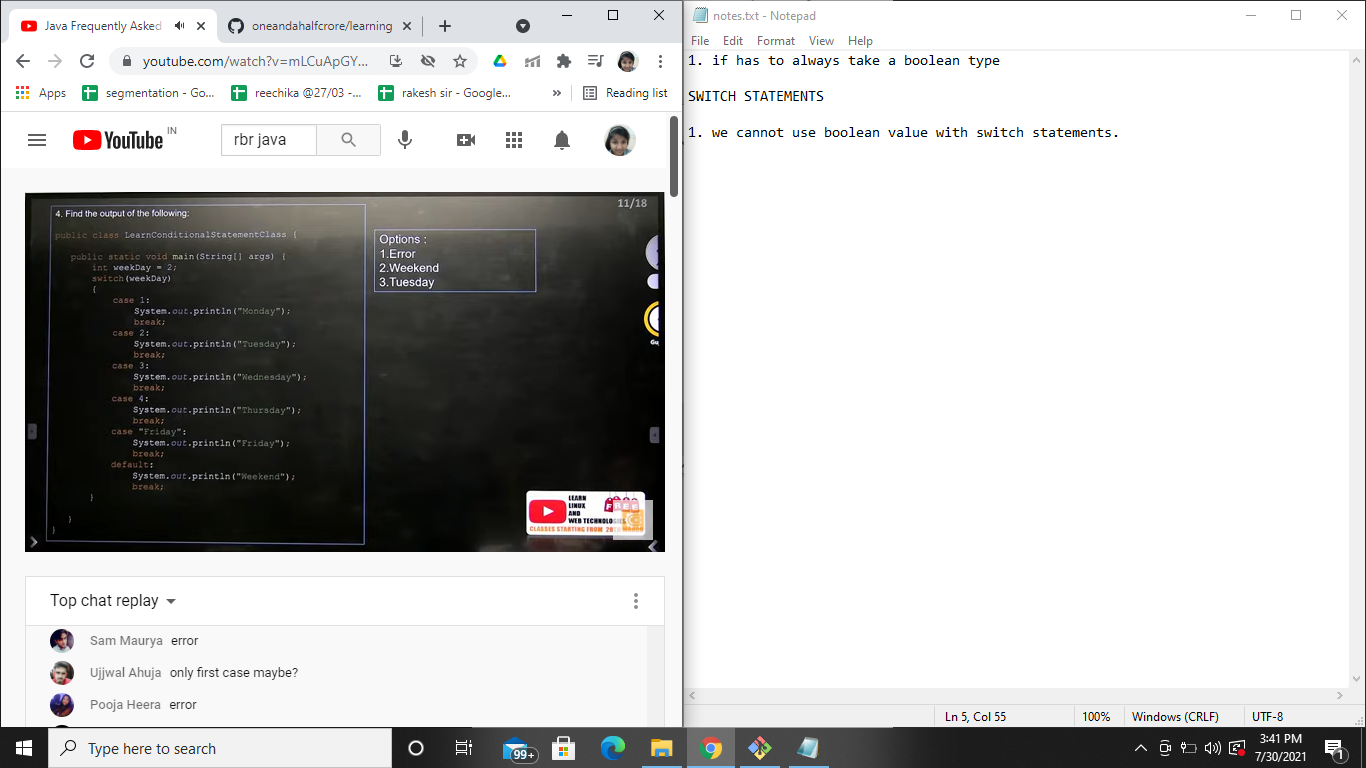 Java Frequently Asked
oneandahalfcrore/learning
youtube.com/watch?v=mLCuApGY...
Apps
segmentation - Go...
reechika @27/03 -...
rakesh sir - Google...
»
Reading list
YouTube IN
rbr java
11/18
4. Find the output of the following:
public class LearnConditionalStatementClass {
public static void main(String[] args) {
int weekDay = 2;
switch(weekDay)
{
case 1:
System.out.println("Monday");
break;
case 2:
System.out.println("Tuesday");
break;
case 3:
System.out.println("Wednesday");
break;
case 4:
System.out.println("Thursday");
break;
case "Friday":
System.out.println("Friday");
break;
default:
System.out.println("Weekend");
break;
}
}
}
Options :
1.Error
2.Weekend
3.Tuesday
LEARN
LINUX
AND
WEB TECHNOLOGIES
FREE
CLASSES STARTING FROM
Top chat replay
Sam Maurya error
Ujjwal Ahuja only first case maybe?
Pooja Heera error
notes.txt - Notepad
File Edit Format View Help
1. if has to always take a boolean type
SWITCH STATEMENTS
1. we cannot use boolean value with switch statements.
Ln 5, Col 55
100%
Windows (CRLF)
UTF-8
Type here to search
99+
3:41 PM
7/30/2021
1